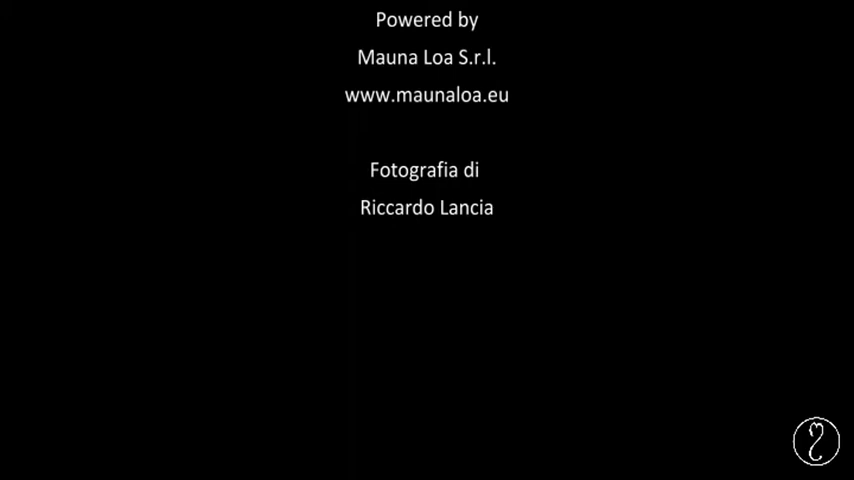 Powered by
Mauna Loa S.r.l.
www.maunaloa.eu
Fotografia di
Riccardo Lancia